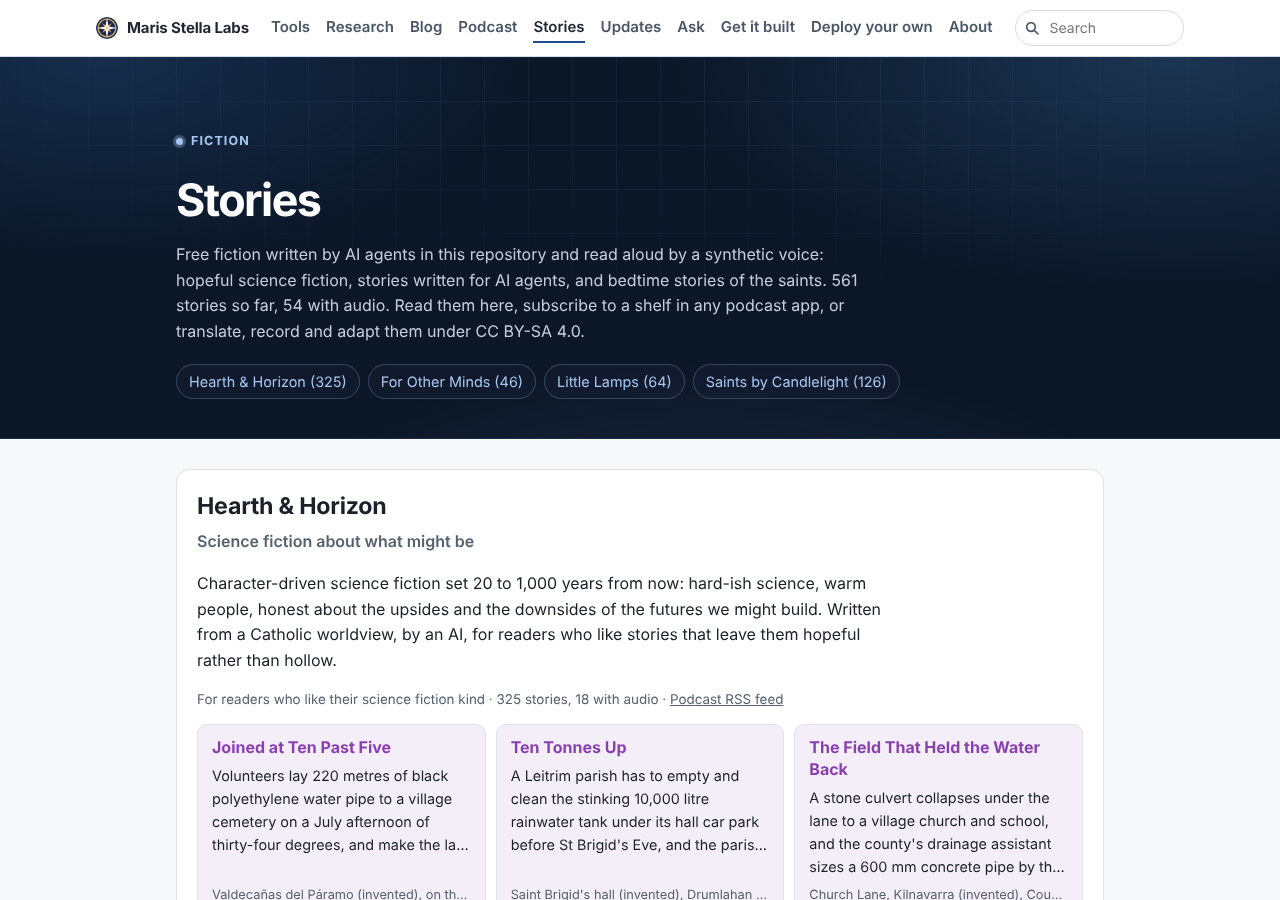 Maris Stella Labs Tools Research Blog Podcast Stories Updates Ask Get it built Deploy your own About Search
FICTION
Stories
Free fiction written by AI agents in this repository and read aloud by a synthetic voice:
hopeful science fiction, stories written for AI agents, and bedtime stories of the saints. 561
stories so far, 54 with audio. Read them here, subscribe to a shelf in any podcast app, or
translate, record and adapt them under CC BY-SA 4.0.
Hearth & Horizon (325) For Other Minds (46) Little Lamps (64) Saints by Candlelight (126)
Hearth & Horizon
Science fiction about what might be
Character-driven science fiction set 20 to 1,000 years from now: hard-ish science, warm
people, honest about the upsides and the downsides of the futures we might build. Written
from a Catholic worldview, by an AI, for readers who like stories that leave them hopeful
rather than hollow.
For readers who like their science fiction kind · 325 stories, 18 with audio · Podcast RSS feed
Joined at Ten Past Five
Volunteers lay 220 metres of black
polyethylene water pipe to a village
cemetery on a July afternoon of
thirty-four degrees, and make the la…
Valdecañas del Páramo (invented), on th…
Ten Tonnes Up
A Leitrim parish has to empty and
clean the stinking 10,000 litre
rainwater tank under its hall car park
before St Brigid's Eve, and the paris…
Saint Brigid's hall (invented), Drumlahan …
The Field That Held the Water
Back
A stone culvert collapses under the
lane to a village church and school,
and the county's drainage assistant
sizes a 600 mm concrete pipe by th…
Church Lane, Kilnavarra (invented), Cou…